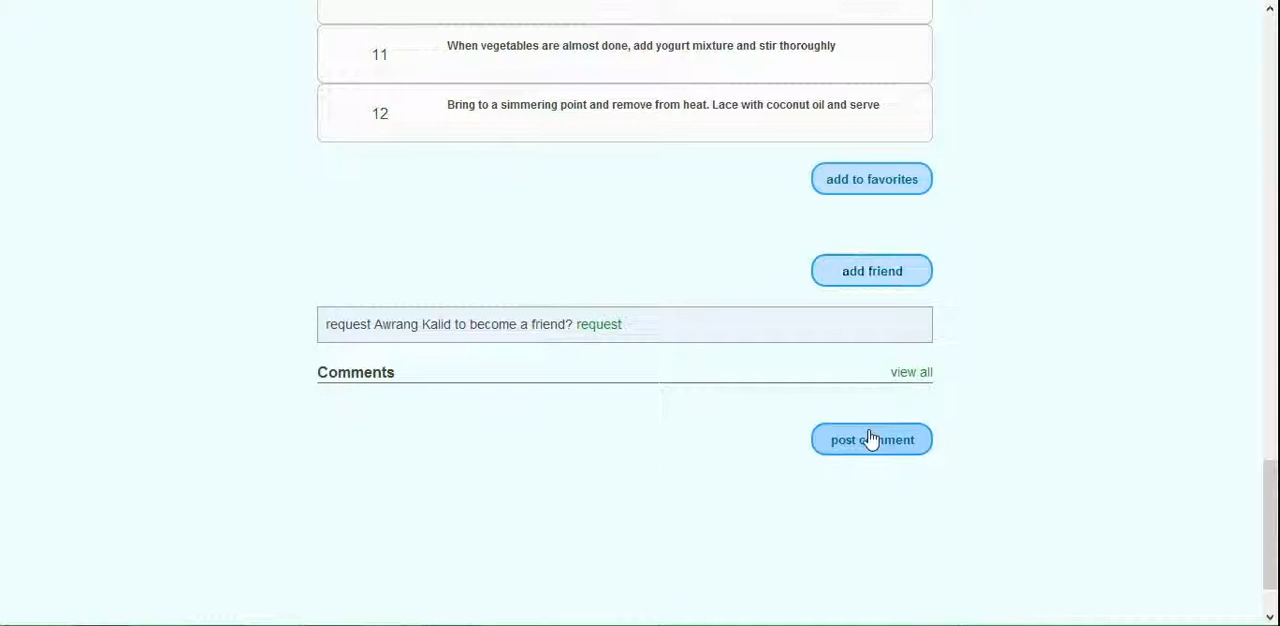 11 When vegetables are almost done, add yogurt mixture and stir thoroughly
12 Bring to a simmering point and remove from heat. Lace with coconut oil and serve
add to favorites
add friend
request Awrang Kalid to become a friend? request
Comments view all
post comment